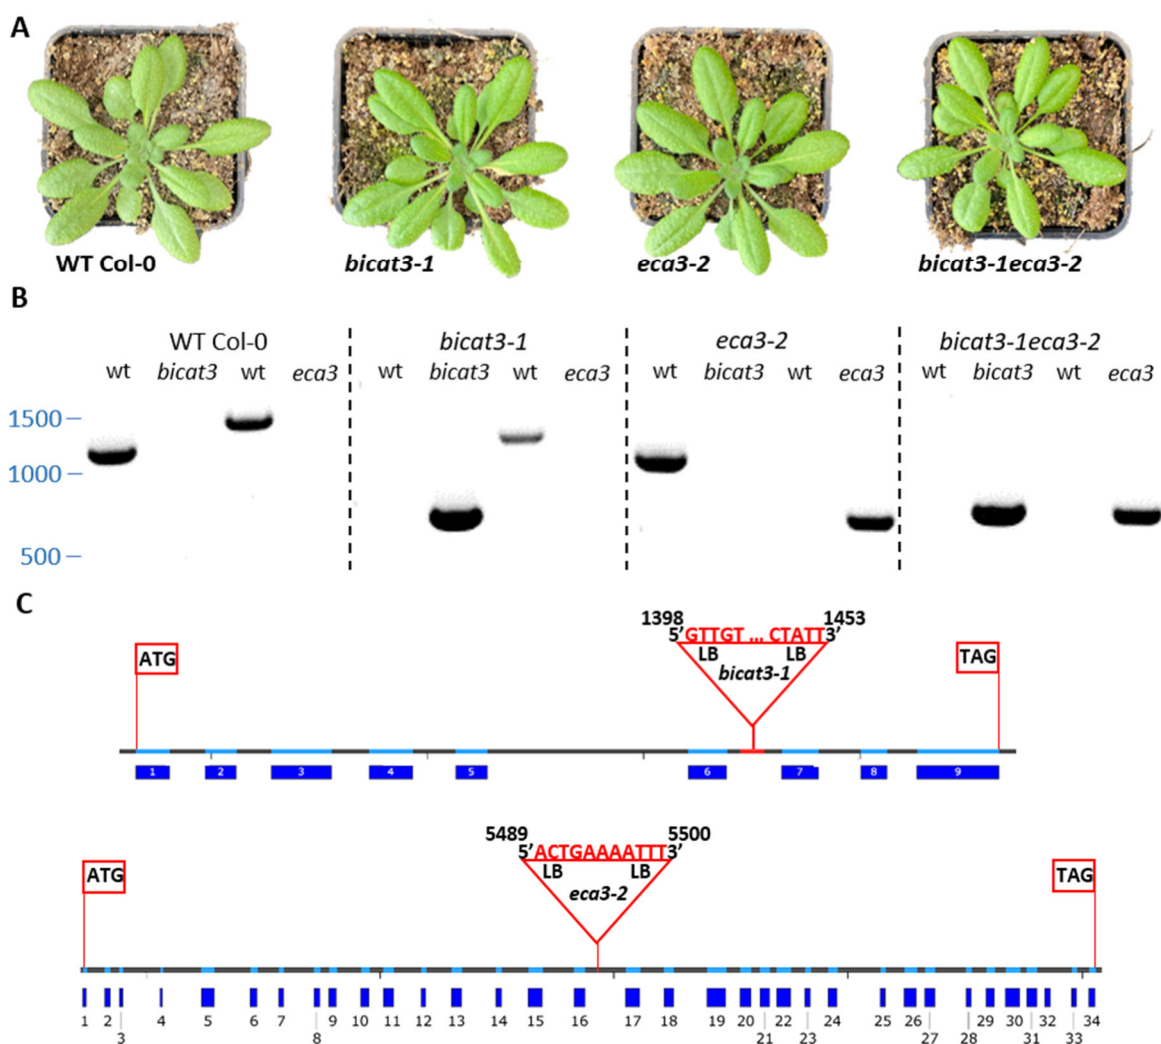 A
WT Col-0 bicat3-1 eca3-2 bicat3-1eca3-2
B
WT Col-0 bicat3-1 eca3-2 bicat3-1eca3-2
wt bicat3 wt eca3 wt bicat3 wt eca3 wt bicat3 wt eca3 wt bicat3 wt eca3
1500
1000
500
C
1398 1453
5'GTTGT ... CTATT3'
ATG LB LB TAG
bicat3-1
1 2 3 4 5 6 7 8 9
5489 5500
5'ACTGAAAATTT3'
ATG LB LB TAG
eca3-2
1 2 4 5 6 7 9 10 11 12 13 14 15 16 17 18 19 20 22 24 25 26 29 30 32 34
3 8 21 23 27 28 31 33